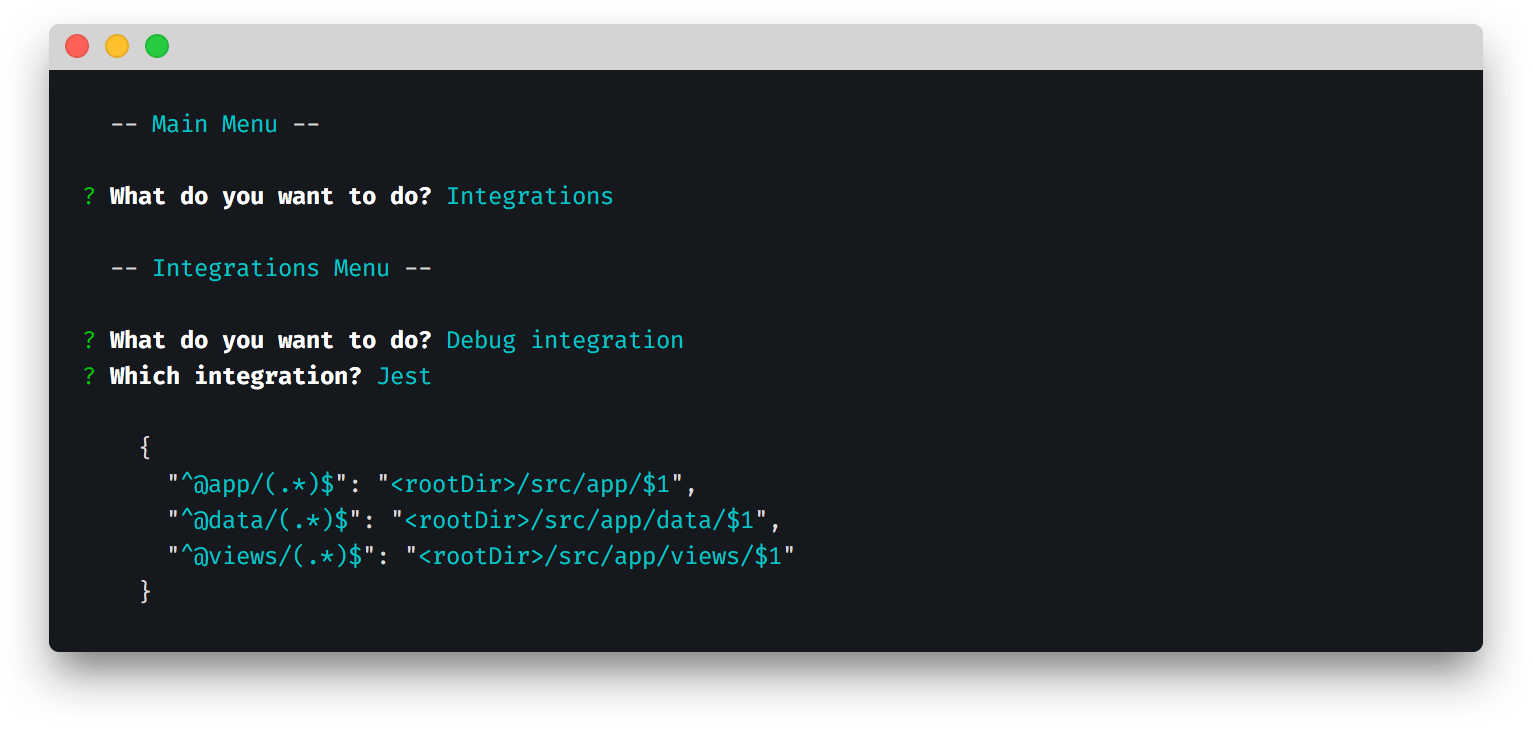 -- Main Menu --
? What do you want to do? Integrations
-- Integrations Menu --
? What do you want to do? Debug integration
? Which integration? Jest
{
"^@app/(.*)$": "<rootDir>/src/app/$1",
"^@data/(.*)$": "<rootDir>/src/app/data/$1",
"^@views/(.*)$": "<rootDir>/src/app/views/$1"
}